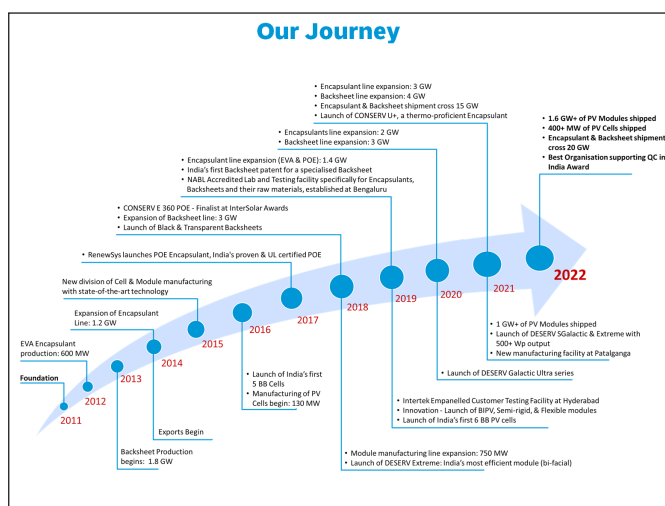 Our Journey
• Encapsulant line expansion: 3 GW
• Backsheet line expansion: 4 GW
• Encapsulant & Backsheet shipment cross 15 GW
• Launch of CONSERV U+, a thermo-proficient Encapsulant
• 1.6 GW+ of PV Modules shipped
• 400+ MW of PV Cells shipped
• Encapsulant & Backsheet shipment
cross 20 GW
• Best Organisation supporting QC in
India Award
• Encapsulants line expansion: 2 GW
• Backsheet line expansion: 3 GW
• Encapsulant line expansion (EVA & POE): 1.4 GW
• India's first Backsheet patent for a specialised Backsheet
• NABL Accredited Lab and Testing facility specifically for Encapsulants,
Backsheets and their raw materials, established at Bengaluru
• CONSERV E 360 POE - Finalist at InterSolar Awards
• Expansion of Backsheet line: 3 GW
• Launch of Black & Transparent Backsheets
• RenewSys launches POE Encapsulant, India's proven & UL certified POE
New division of Cell & Module manufacturing
with state-of-the-art technology
Expansion of Encapsulant
Line: 1.2 GW
EVA Encapsulant
production: 600 MW
Foundation
2011
2012
2013
2014
2015
2016
2017
2018
2019
2020
2021
2022
• 1 GW+ of PV Modules shipped
• Launch of DESERV SGalactic & Extreme with
500+ Wp output
• New manufacturing facility at Patalganga
• Launch of DESERV Galactic Ultra series
• Launch of India's first
5 BB Cells
• Manufacturing of PV
Cells begin: 130 MW
• Intertek Empanelled Customer Testing Facility at Hyderabad
• Innovation - Launch of BIPV, Semi-rigid, & Flexible modules
• Launch of India's first 6 BB PV cells
Exports Begin
Backsheet Production
begins: 1.8 GW
• Module manufacturing line expansion: 750 MW
• Launch of DESERV Extreme: India's most efficient module (bi-facial)